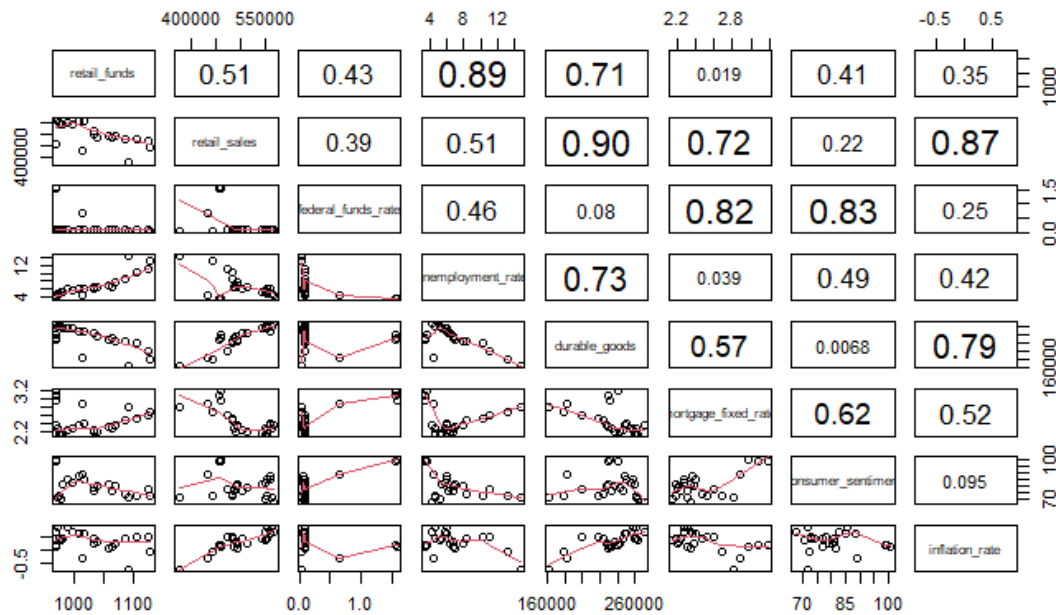 400000 550000 4 8 12 2.2 2.8 -0.5 0.5
retail_funds 0.51 0.43 0.89 0.71 0.019 0.41 0.35 1000
400000 retail_sales 0.39 0.51 0.90 0.72 0.22 0.87
federal_funds_rate 0.46 0.08 0.82 0.83 0.25 0.0 1.5
4 12 nemployment_rate 0.73 0.039 0.49 0.42
durable_goods 0.57 0.0068 0.79 160000
2.2 3.2 nortgage_fixed_rate 0.62 0.52
onsumer_sentimen 0.095 70 100
-0.5 inflation_rate
1000 1100 0.0 1.0 160000 260000 70 85 100